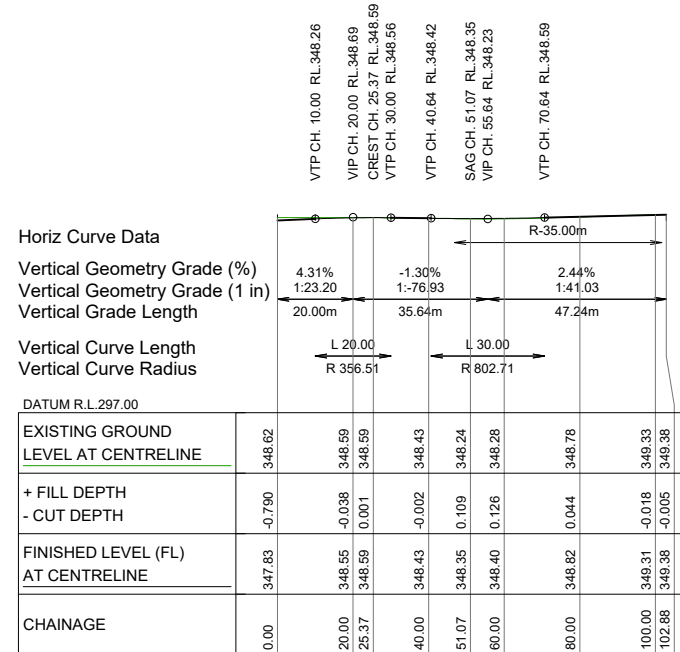 VTP CH. 10.00 RL.348.26
VIP CH. 20.00 RL.348.69
CREST CH. 25.37 RL.348.59
VTP CH. 30.00 RL.348.56
VTP CH. 40.64 RL.348.42
SAG CH. 51.07 RL.348.35
VIP CH. 55.64 RL.348.23
VTP CH. 70.64 RL.348.59
Horiz Curve Data R-35.00m
Vertical Geometry Grade (%) 4.31% -1.30% 2.44%
Vertical Geometry Grade (1 in) 1:23.20 1:-76.93 1:41.03
Vertical Grade Length 20.00m 35.64m 47.24m
Vertical Curve Length L 20.00 L 30.00
Vertical Curve Radius R 356.51 R 802.71
DATUM R.L.297.00
EXISTING GROUND
LEVEL AT CENTRELINE 348.62 348.59 348.59 348.43 348.24 348.28 348.78 349.33 349.38
+ FILL DEPTH
- CUT DEPTH -0.790 -0.038 0.001 -0.002 0.109 0.126 0.044 -0.018 -0.005
FINISHED LEVEL (FL)
AT CENTRELINE 347.83 348.55 348.59 348.43 348.35 348.40 348.82 349.31 349.38
CHAINAGE 0.00 20.00 25.37 40.00 51.07 60.00 80.00 100.00 102.88